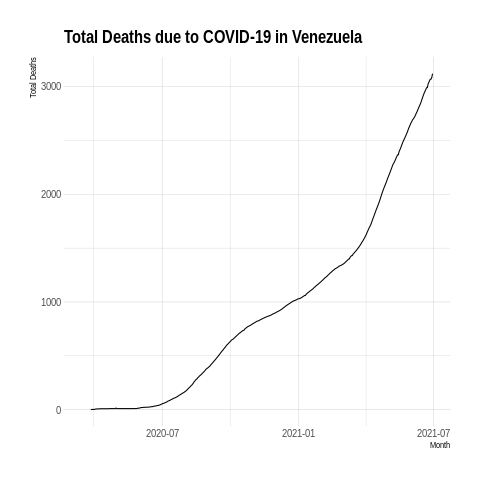 Total Deaths due to COVID-19 in Venezuela
Total Deaths
3000
2000
1000
0
2020-07
2021-01
2021-07
Month